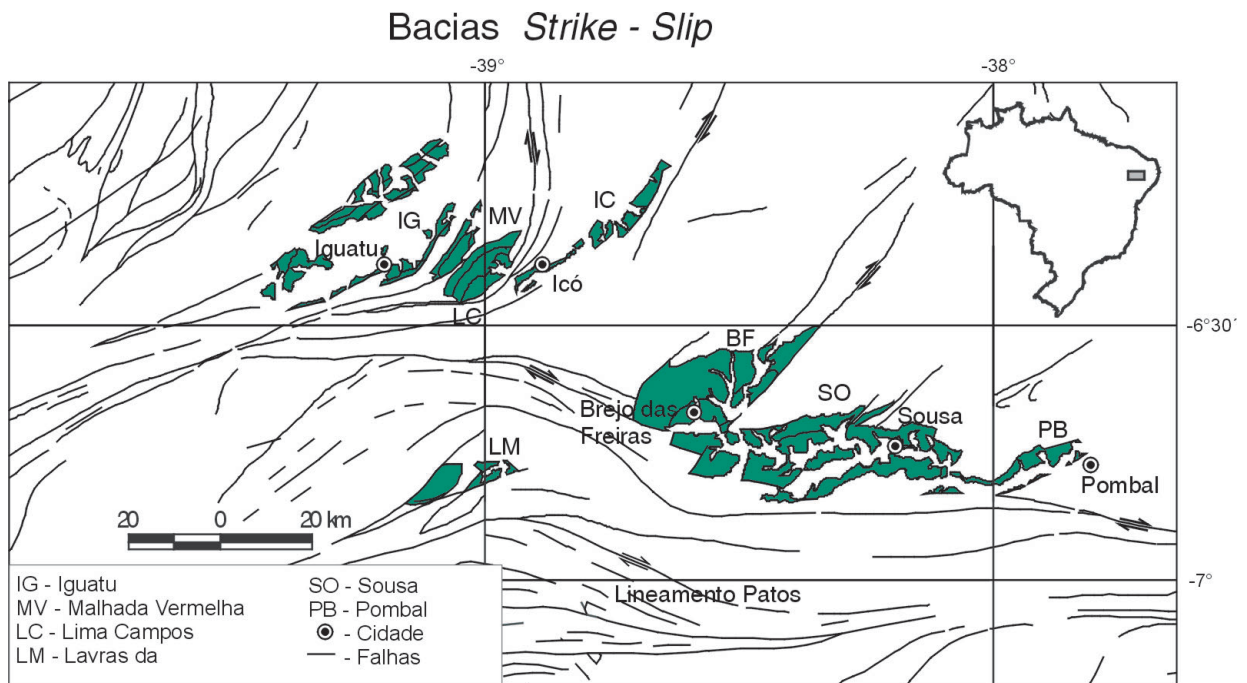 Bacias Strike - Slip
-39°
-38°
IC
IG
MV
Iguatu
Icó
LC
-6°30´
BF
SO
Brejo das
Freiras
Sousa
PB
LM
Pombal
20 0 20 km
-7°
Lineamento Patos
IG - Iguatu
MV - Malhada Vermelha
LC - Lima Campos
LM - Lavras da
SO - Sousa
PB - Pombal
- Cidade
- Falhas